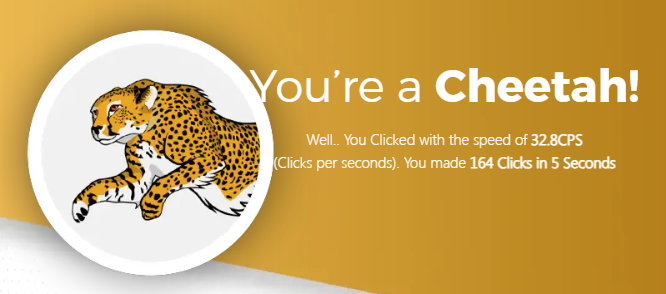 You're a Cheetah!
Well.. You Clicked with the speed of 32.8CPS
(Clicks per seconds). You made 164 Clicks in 5 Seconds